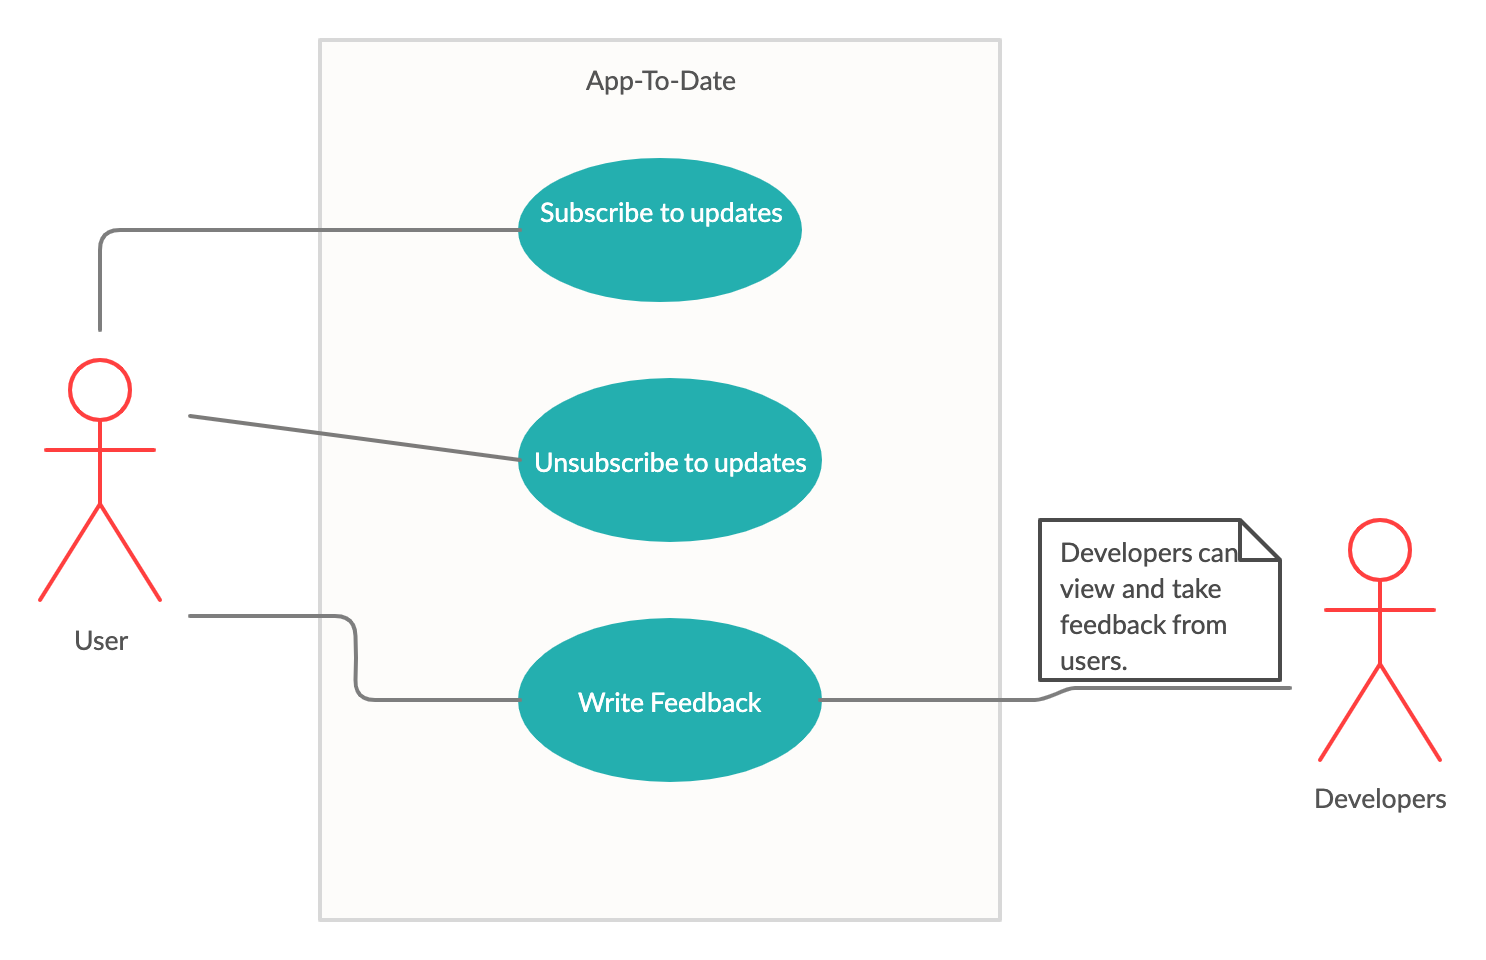 App-To-Date
Subscribe to updates
Unsubscribe to updates
Developers can
view and take
feedback from
users.
User
Write Feedback
Developers